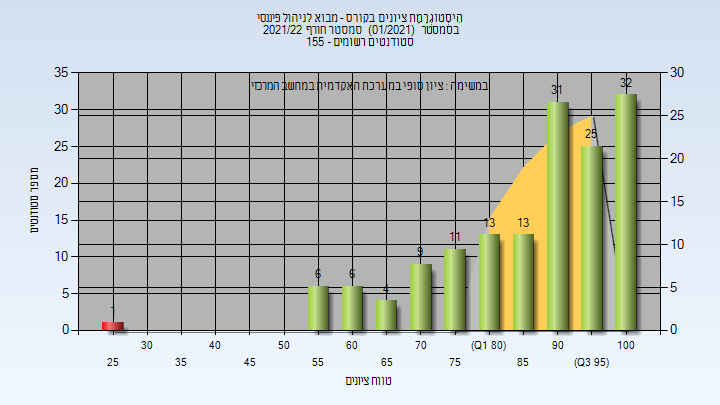 הִיסְטוֹגְרָמַת ציונים בקורס - מבוא לניהול פיננסי
בסמסטר (01/2021) סמסטר חורף 2021/22
סטודנטים רשומים - 155
במשימה : ציון סופי במערכת האקדמית במחשב המרכזי
מספר סטודנטים
35 30 25 20 15 10 5 0
30 25 20 15 10 5 0
1 6 6 4 9 11 13 13 31 25 32
30 40 50 60 70 (Q1 80) 90 100
25 35 45 55 65 75 85 (Q3 95)
טווח ציונים